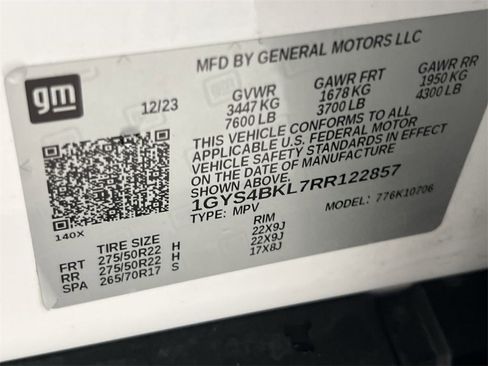 MFD BY GENERAL MOTORS LLC
gm
12/23
GVWR GAWR FRT GAWR RR
3447 KG 1678 KG 1950 KG
7600 LB 3700 LB 4300 LB
THIS VEHICLE CONFORMS TO ALL
APPLICABLE U.S. FEDERAL MOTOR
VEHICLE SAFETY STANDARDS IN EFFECT
ON THE DATE OF MANUFACTURE
SHOWN ABOVE.
1GYS4BKL7RR122857
TYPE: MPV MODEL: 776K10706
140X
TIRE SIZE RIM
FRT 275/50R22 H 22X9J
RR 275/50R22 H 22X9J
SPA 265/70R17 S 17X8J